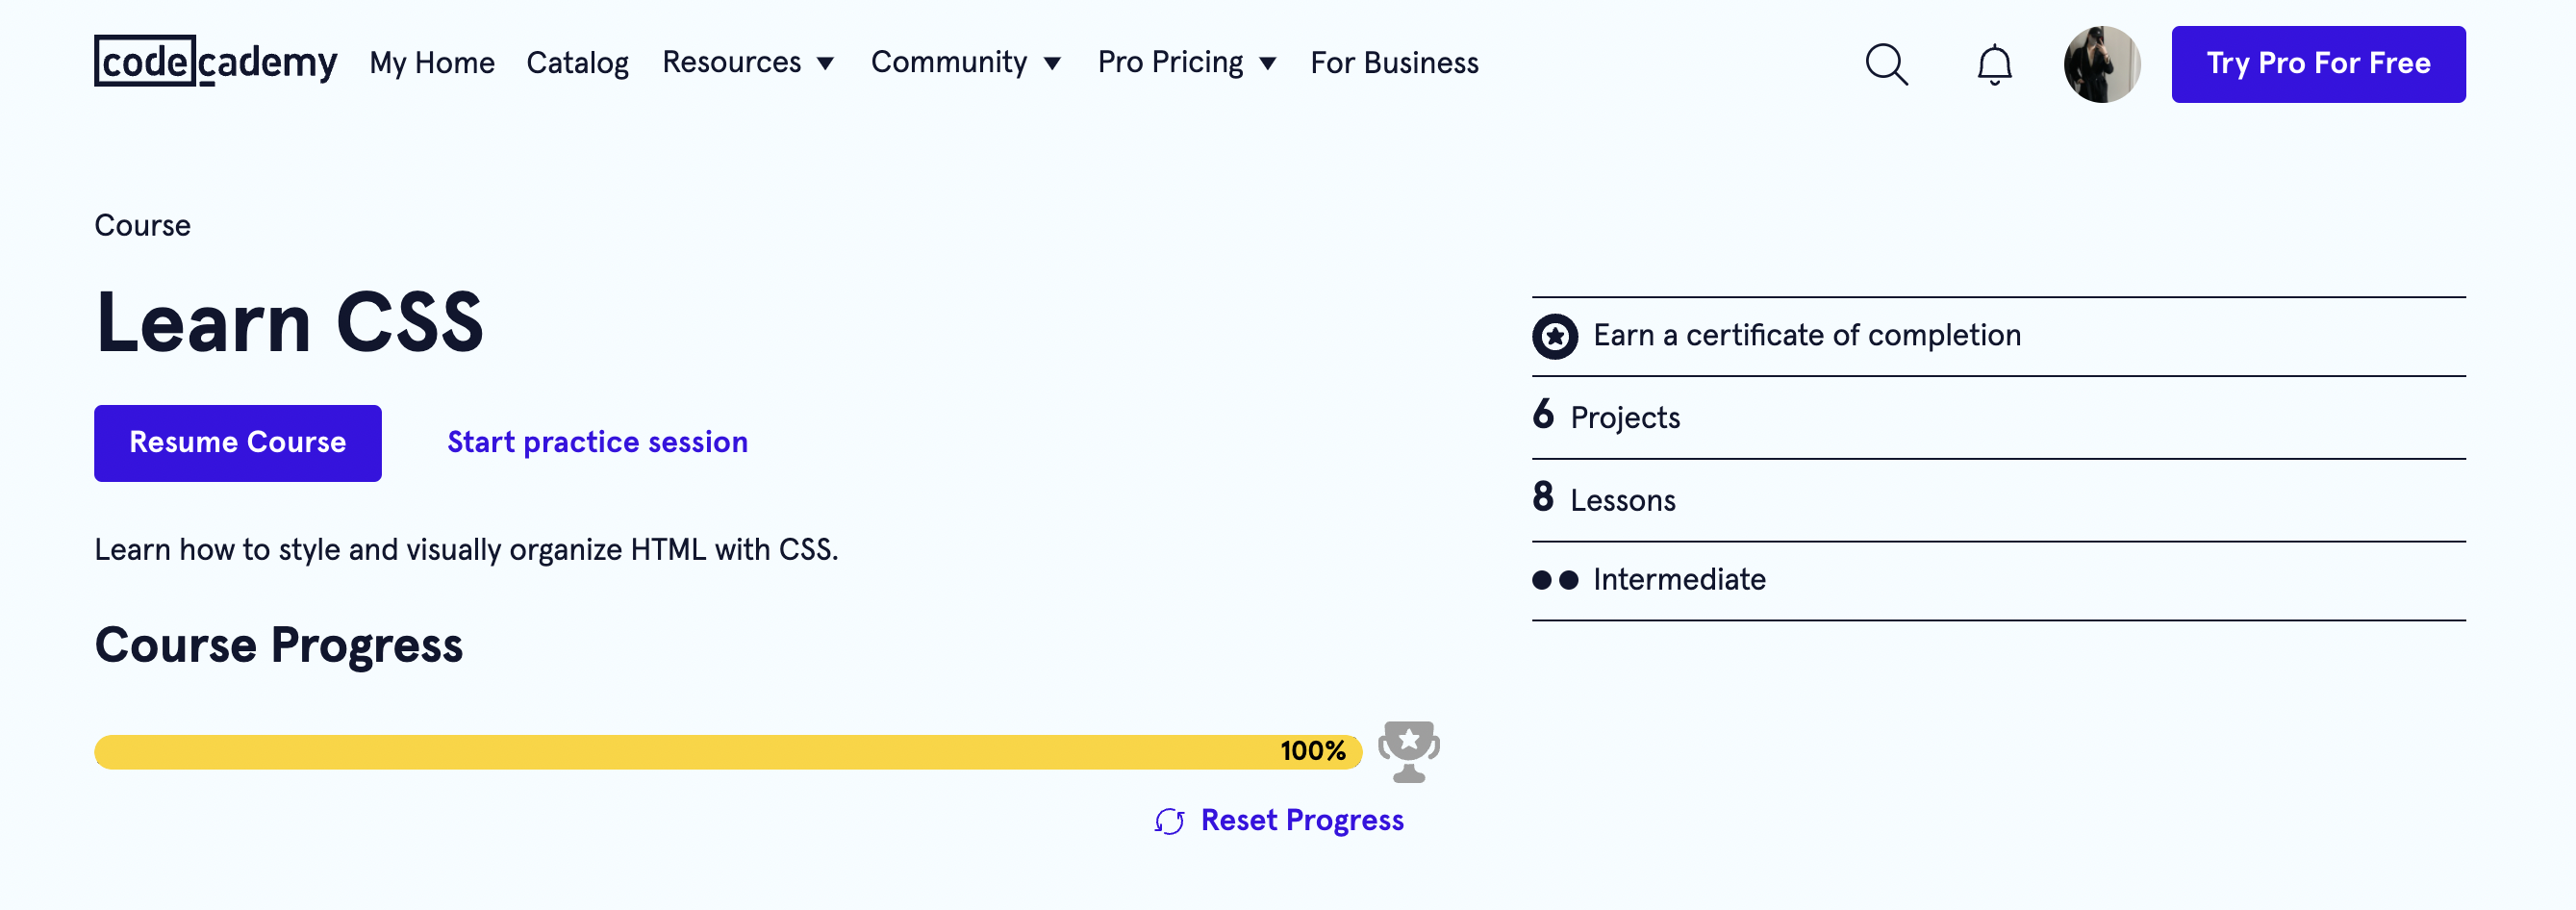 codecademy My Home Catalog Resources Community Pro Pricing For Business Try Pro For Free
Course
Learn CSS
Resume Course Start practice session
Learn how to style and visually organize HTML with CSS.
Course Progress
100%
Reset Progress
Earn a certificate of completion
6 Projects
8 Lessons
Intermediate